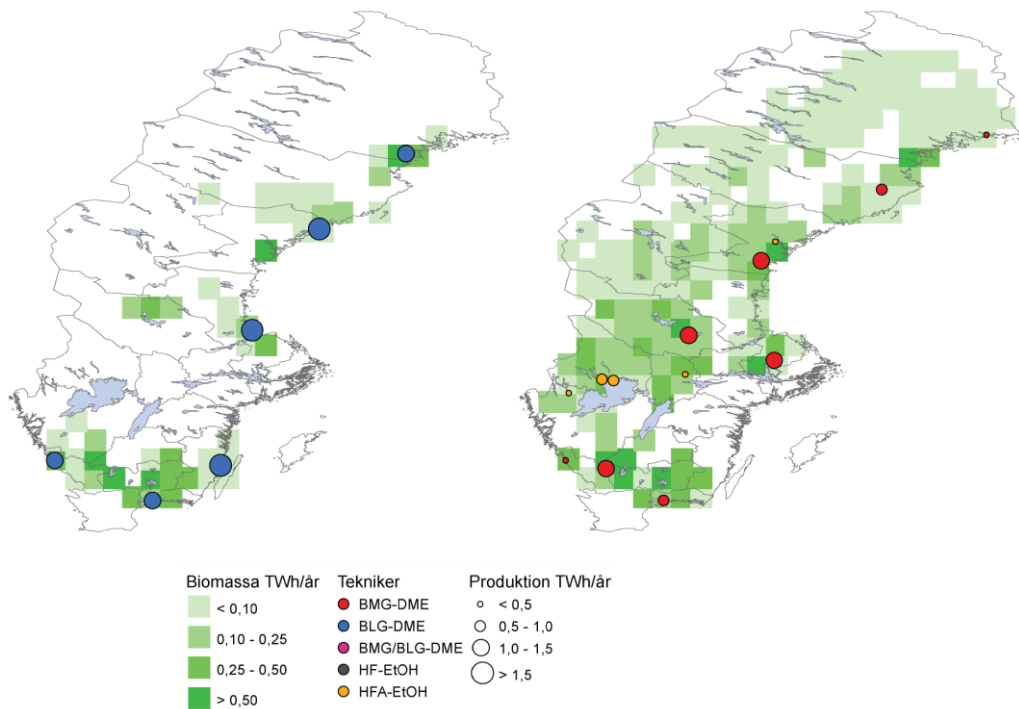 Biomassa TWh/år
< 0,10
0,10 - 0,25
0,25 - 0,50
> 0,50
Tekniker
BMG-DME
BLG-DME
BMG/BLG-DME
HF-EtOH
HFA-EtOH
Produktion TWh/år
< 0,5
0,5 - 1,0
1,0 - 1,5
> 1,5